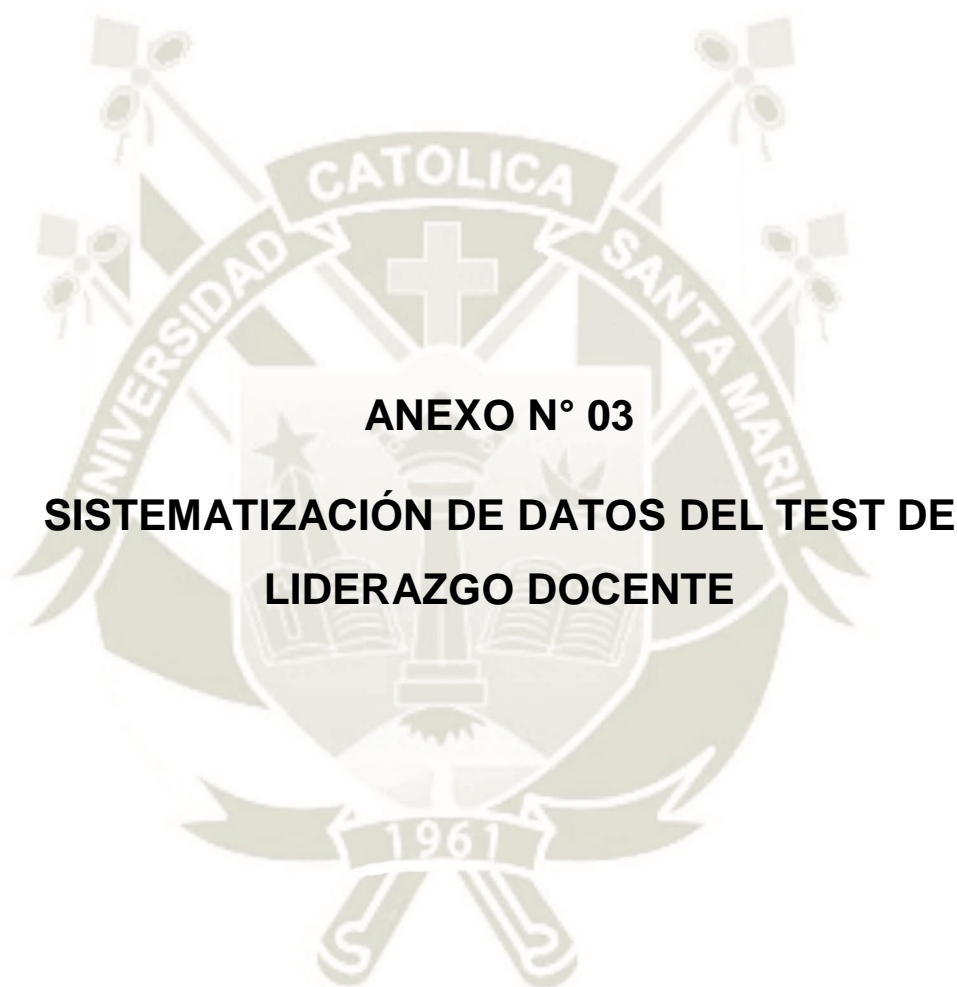 CATOLICA
UNIVERSIDAD
SANTA MARIA
ANEXO N° 03
SISTEMATIZACIÓN DE DATOS DEL TEST DE
LIDERAZGO DOCENTE
1961